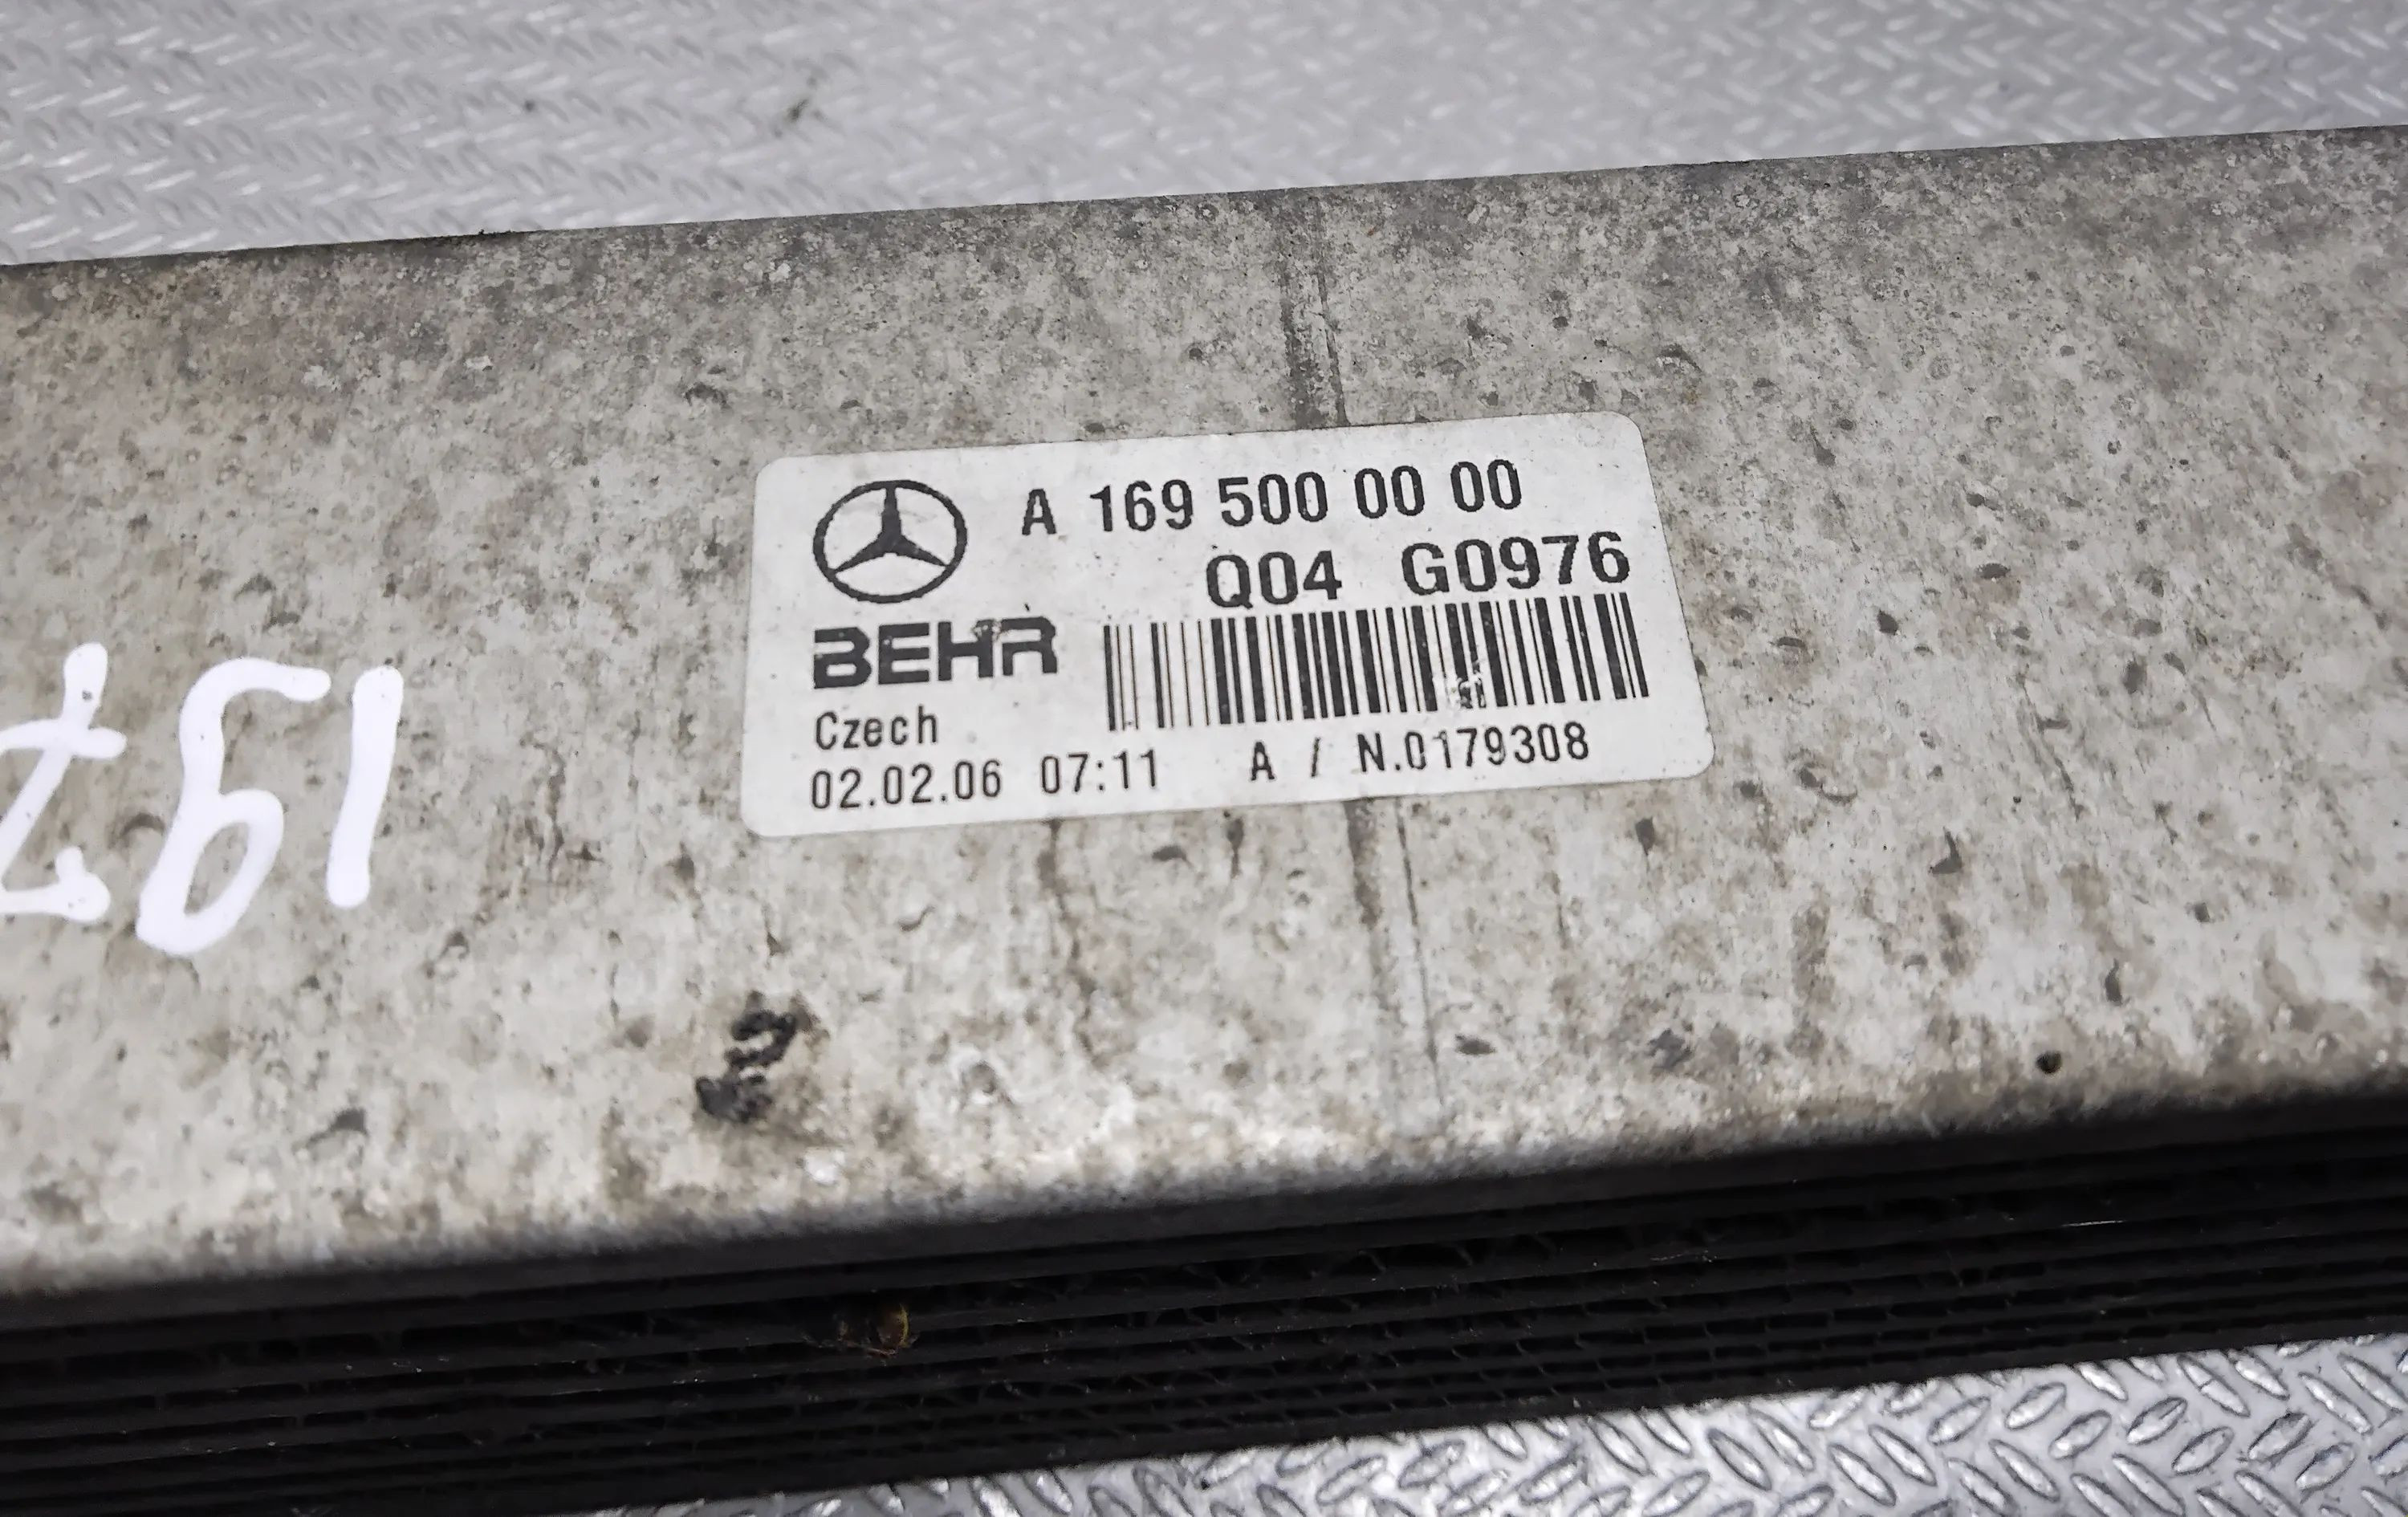 A 169 500 00 00
Q04 G0976
BEHR
Czech
02.02.06 07:11 A / N.0179308